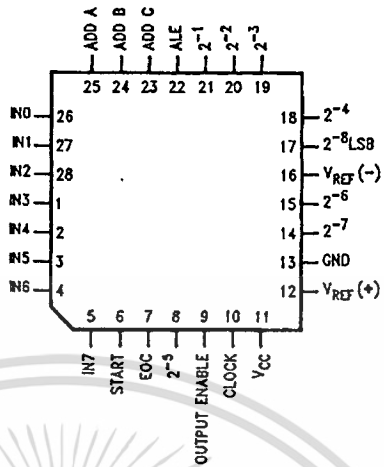 ADD A
ADD B
ADD C
ALE
2⁻¹
2⁻²
2⁻³
25 24 23 22 21 20 19
IN0 26
IN1 27
IN2 28
IN3 1
IN4 2
IN5 3
IN6 4
18 2⁻⁴
17 2⁻⁸LSB
16 VREF(−)
15 2⁻⁶
14 2⁻⁷
13 GND
12 VREF(+)
5 6 7 8 9 10 11
IN7
START
EOC
2⁻⁵
OUTPUT ENABLE
CLOCK
VCC